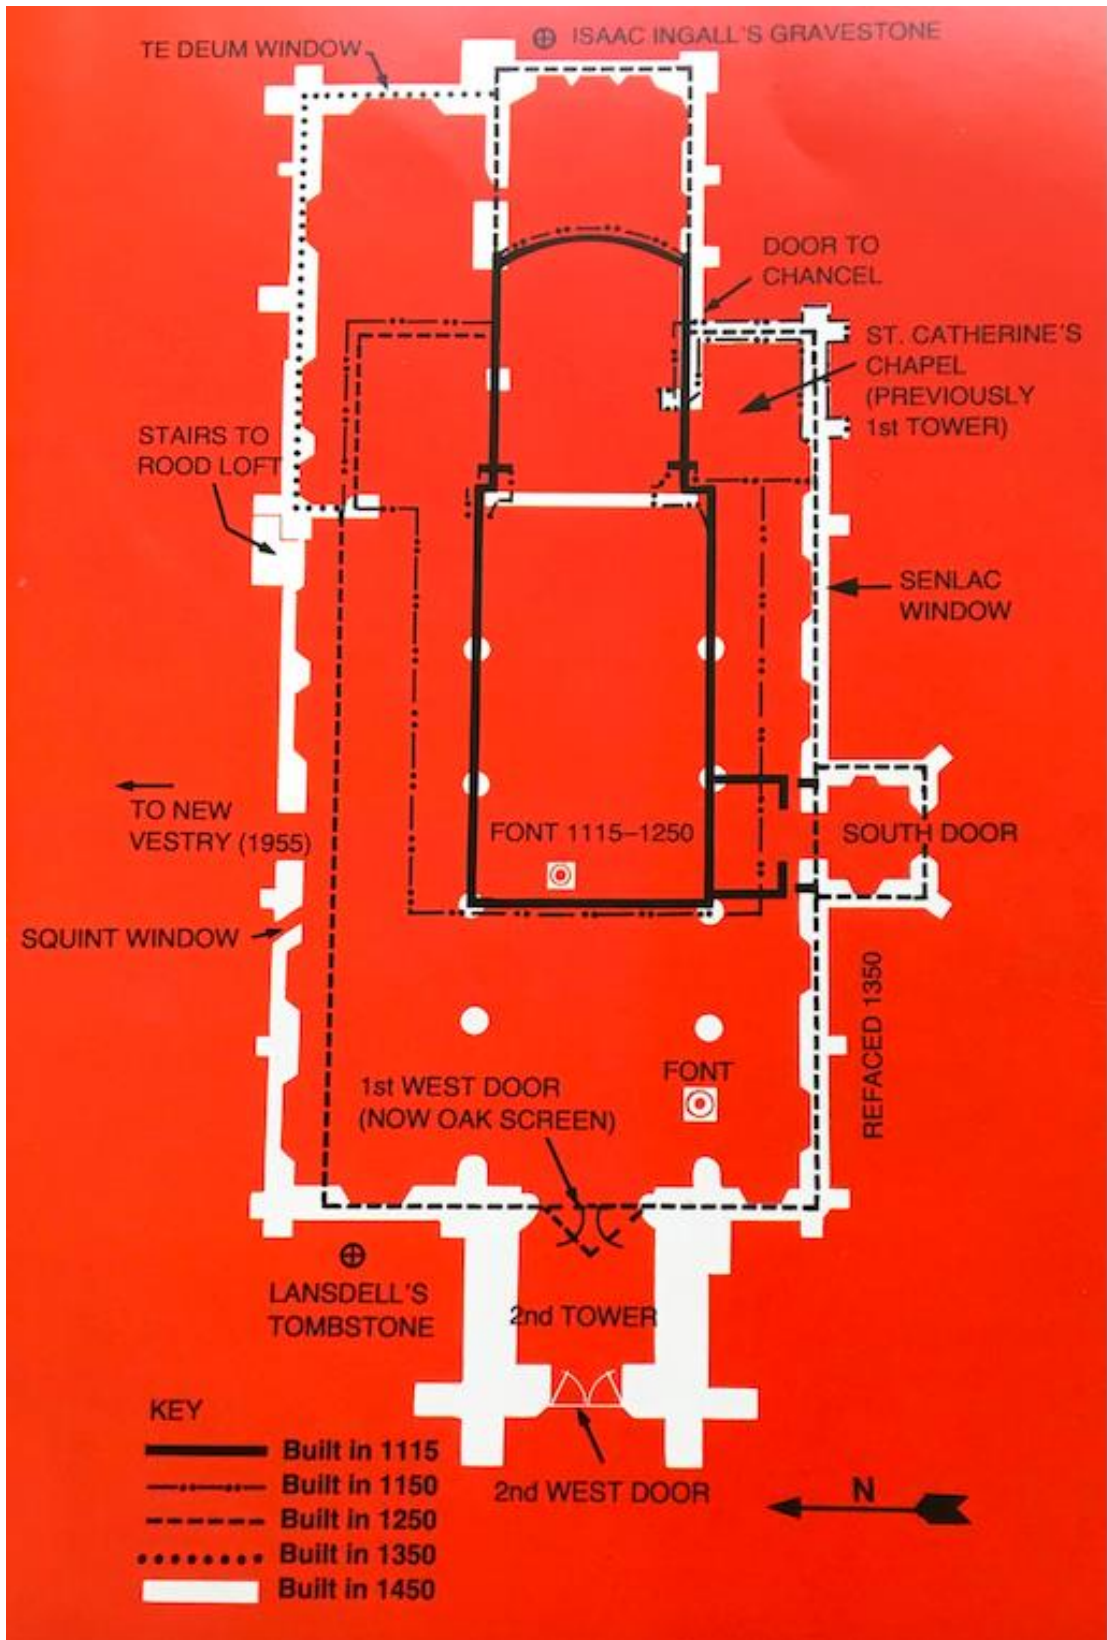 ISAAC INGALL'S GRAVESTONE
TE DEUM WINDOW
DOOR TO
CHANCEL
ST. CATHERINE'S
CHAPEL
(PREVIOUSLY
1st TOWER)
STAIRS TO
ROOD LOFT
SENLAC
WINDOW
TO NEW
VESTRY (1955)
FONT 1115–1250
SOUTH DOOR
SQUINT WINDOW
REFACED 1350
1st WEST DOOR
(NOW OAK SCREEN)
FONT
LANSDELL'S
TOMBSTONE
2nd TOWER
KEY
Built in 1115
Built in 1150
Built in 1250
Built in 1350
Built in 1450
2nd WEST DOOR
N